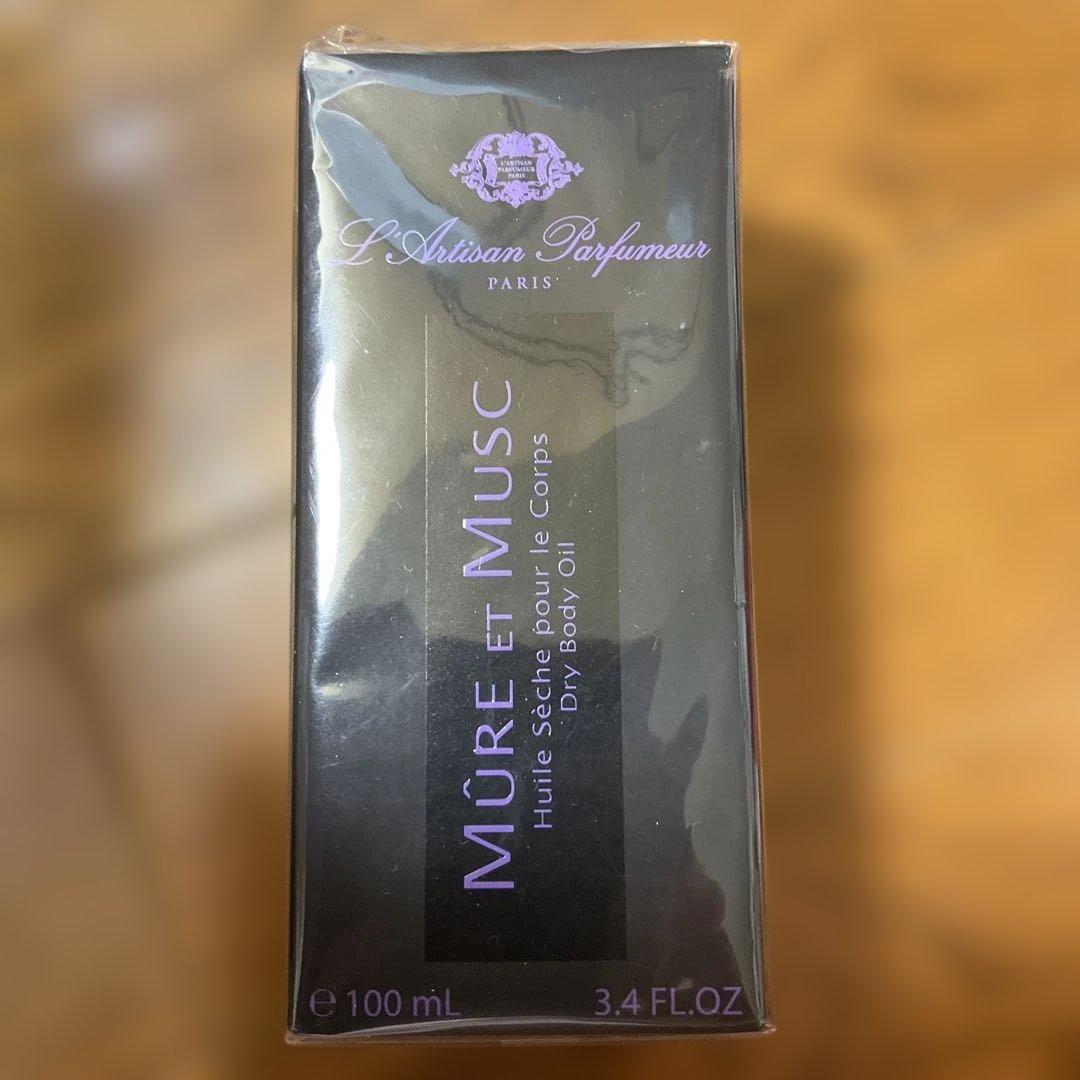 L'ARTISAN
PARFUMEUR
PARIS
L'Artisan Parfumeur
PARIS
MÛRE ET MUSC
Huile Sèche pour le Corps
Dry Body Oil
℮ 100 mL
3.4 FL.OZ